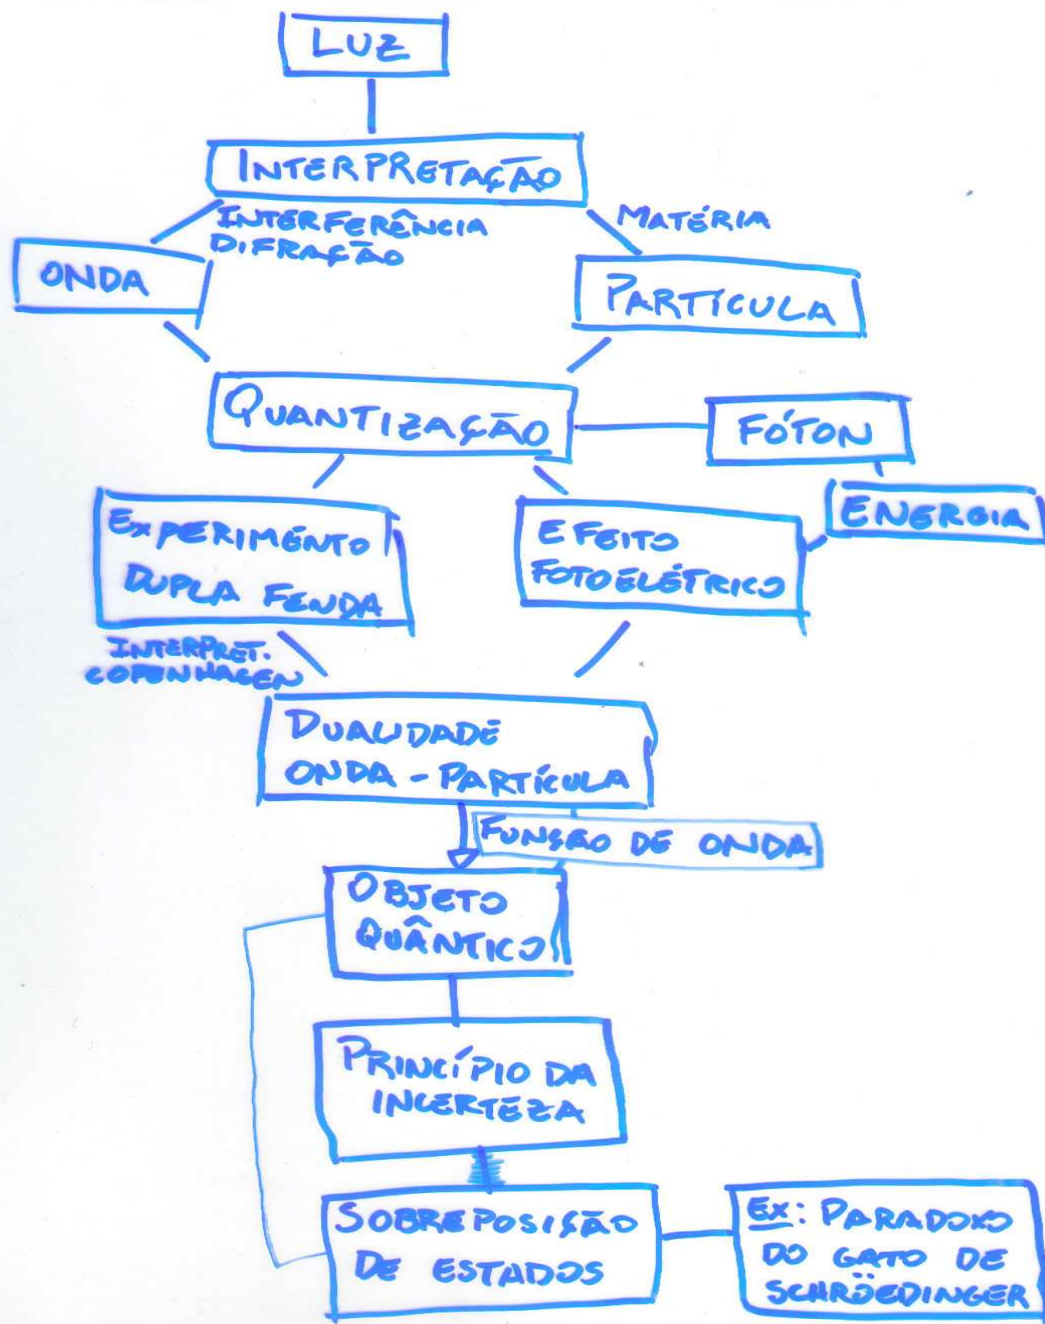 LUZ
INTERPRETAÇÃO
INTERFERÊNCIA
DIFRAÇÃO
MATÉRIA
ONDA
PARTÍCULA
QUANTIZAÇÃO
FÓTON
ENERGIA
EXPERIMENTO
DUPLA FENDA
EFEITO
FOTOELÉTRICO
INTERPRET.
COPENHAGEN
DUALIDADE
ONDA - PARTÍCULA
FUNÇÃO DE ONDA
OBJETO
QUÂNTICO
PRINCÍPIO DA
INCERTEZA
SOBREPOSIÇÃO
DE ESTADOS
EX: PARADOXO
DO GATO DE
SCHRÖEDINGER